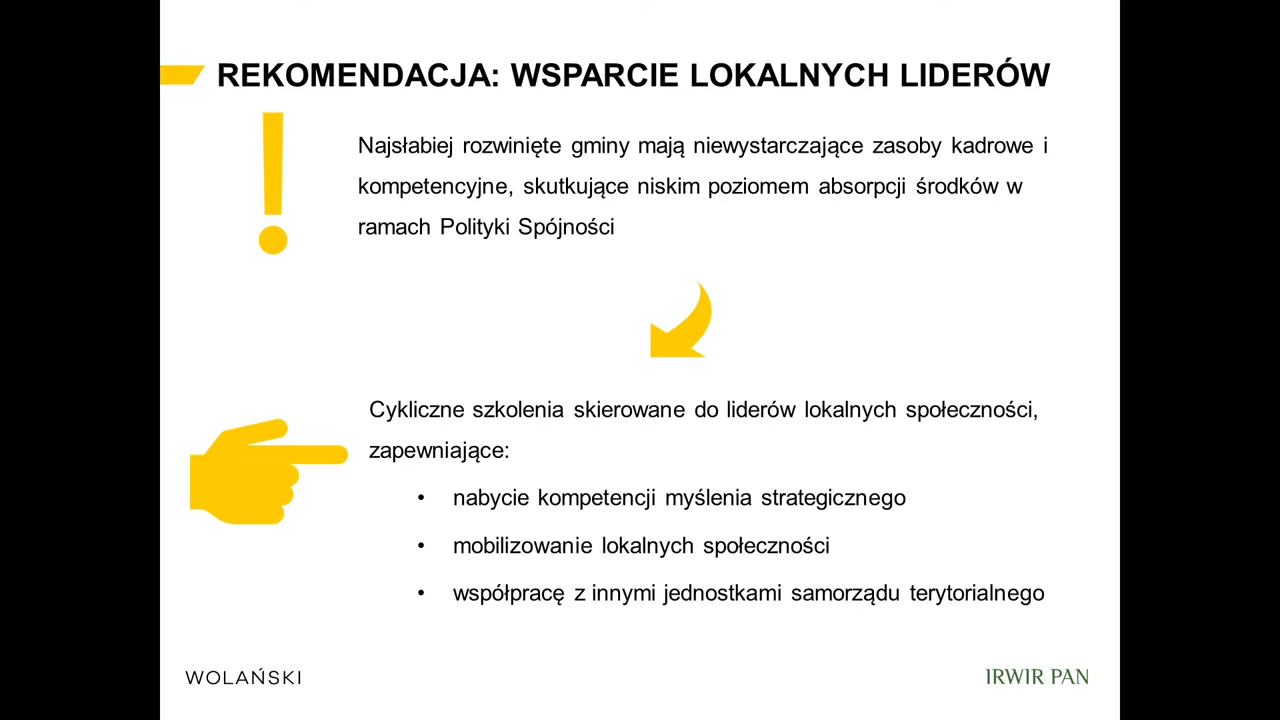 REKOMENDACJA: WSPARCIE LOKALNYCH LIDERÓW
Najsłabiej rozwinięte gminy mają niewystarczające zasoby kadrowe i
kompetencyjne, skutkujące niskim poziomem absorpcji środków w
ramach Polityki Spójności
Cykliczne szkolenia skierowane do liderów lokalnych społeczności,
zapewniające:
• nabycie kompetencji myślenia strategicznego
• mobilizowanie lokalnych społeczności
• współpracę z innymi jednostkami samorządu terytorialnego
WOLAŃSKI
IRWIR PAN